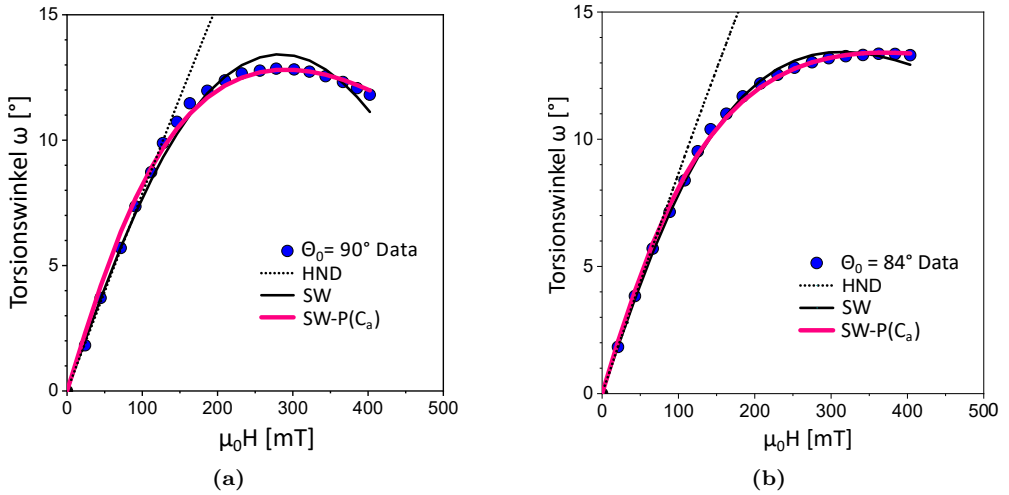 15
10
5
0
Torsionswinkel ω [°]
Θ₀= 90° Data
HND
SW
SW-P(Cₐ)
0 100 200 300 400 500
μ₀H [mT]
(a)
15
10
5
0
Torsionswinkel ω [°]
Θ₀ = 84° Data
HND
SW
SW-P(Cₐ)
0 100 200 300 400 500
μ₀H [mT]
(b)